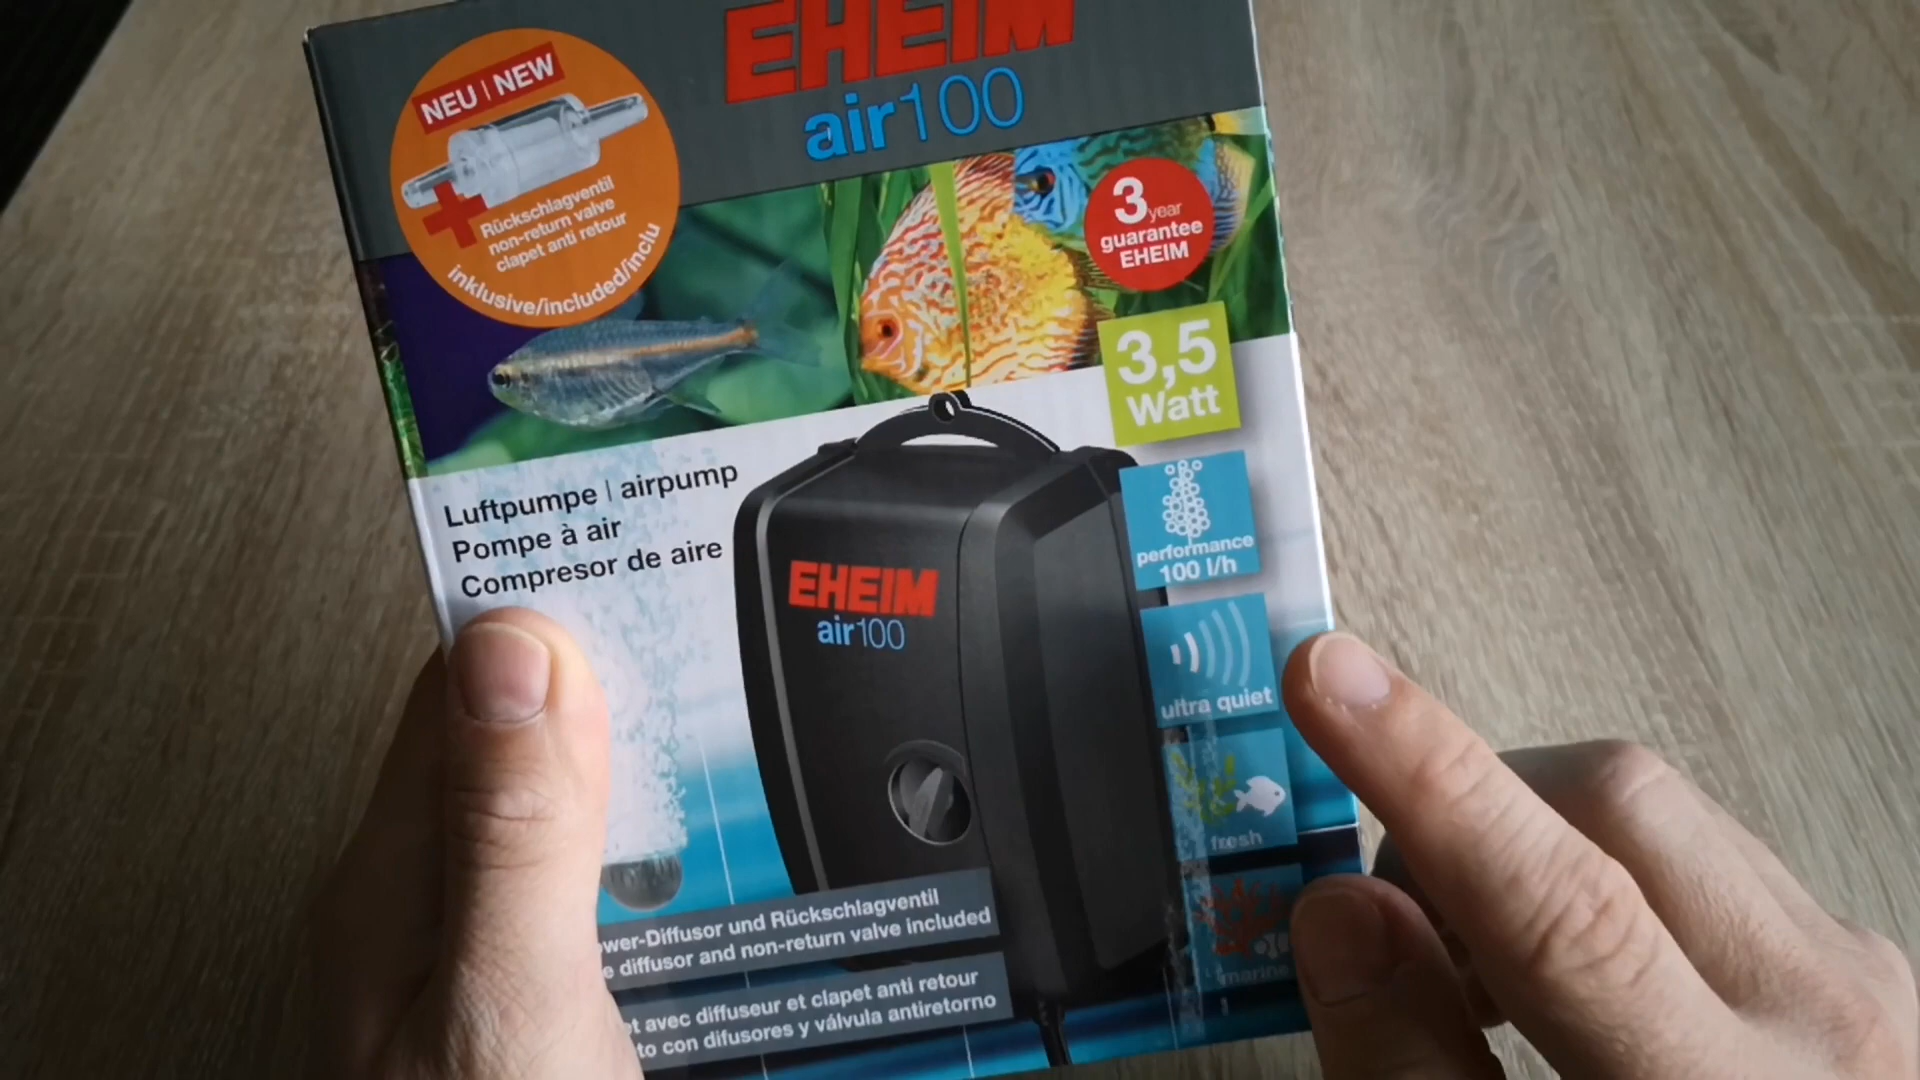 NEU | NEW
Rückschlagventil
non-return valve
clapet anti retour
inklusive/included/inclu
EHEIM
air100
3 year
guarantee
EHEIM
3,5
Watt
Luftpumpe | airpump
Pompe à air
Compresor de aire
EHEIM
air100
performance
100 l/h
ultra quiet
fresh
marine
wer-Diffusor und Rückschlagventil
e diffusor and non-return valve included
t avec diffuseur et clapet anti retour
to con difusores y válvula antiretorno